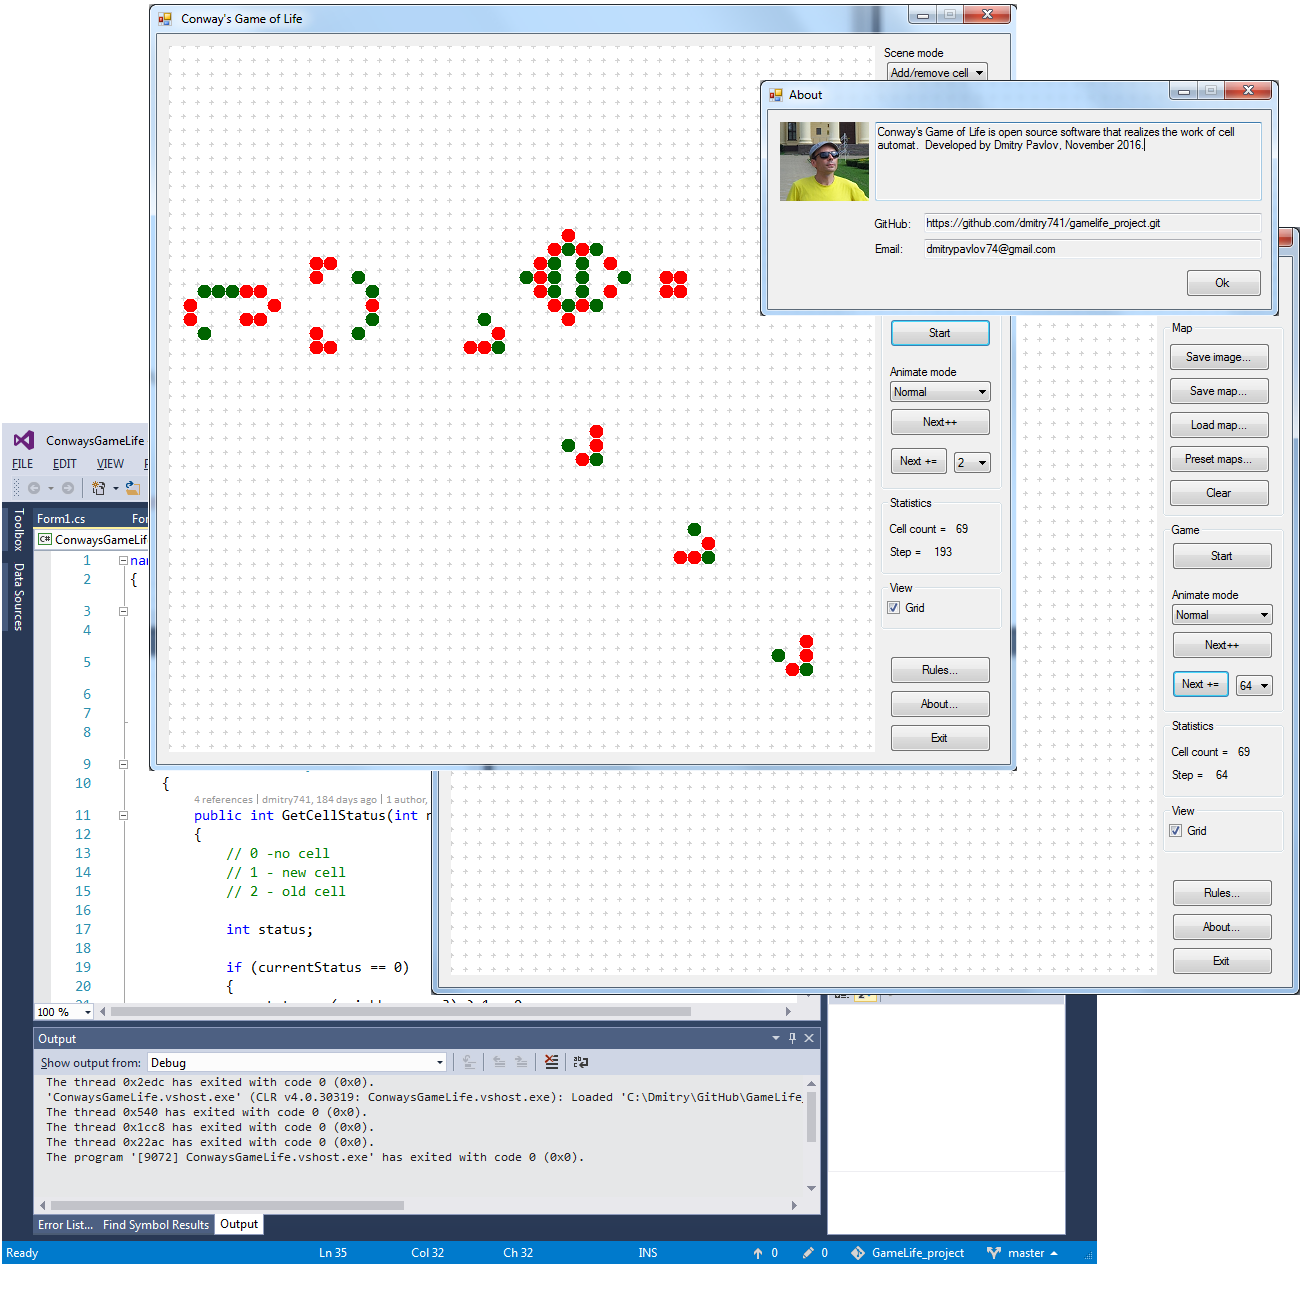 Conway's Game of Life
Scene mode
Add/remove cell
About
Conway's Game of Life is open source software that realizes the work of cell
automat.  Developed by Dmitry Pavlov, November 2016.
GitHub:
https://github.com/dmitry741/gamelife_project.git
Email:
dmitrypavlov74@gmail.com
Ok
Start
Animate mode
Normal
Next++
Next +=
2
Statistics
Cell count =
69
Step =
193
View
Grid
Rules...
About...
Exit
Map
Save image...
Save map...
Load map...
Preset maps...
Clear
Game
Start
Animate mode
Normal
Next++
Next +=
64
Statistics
Cell count =
69
Step =
64
View
Grid
Rules...
About...
Exit
ConwaysGameLife
FILE
EDIT
VIEW
Toolbox
Data Sources
Form1.cs
C#
1
2
{
3
4
5
6
7
8
9
10
{
4 references | dmitry741, 184 days ago | 1 author,
11
public int GetCellStatus(int
12
{
13
// 0 -no cell
14
// 1 - new cell
15
// 2 - old cell
16
17
int status;
18
19
if (currentStatus == 0)
20
{
100 %
Output
Show output from:
Debug
The thread 0x2edc has exited with code 0 (0x0).
'ConwaysGameLife.vshost.exe' (CLR v4.0.30319: ConwaysGameLife.vshost.exe): Loaded 'C:\Dmitry\GitHub\GameLife_
The thread 0x540 has exited with code 0 (0x0).
The thread 0x1cc8 has exited with code 0 (0x0).
The thread 0x22ac has exited with code 0 (0x0).
The program '[9072] ConwaysGameLife.vshost.exe' has exited with code 0 (0x0).
Error List...
Find Symbol Results
Output
Ready
Ln 35
Col 32
Ch 32
INS
0
0
GameLife_project
master